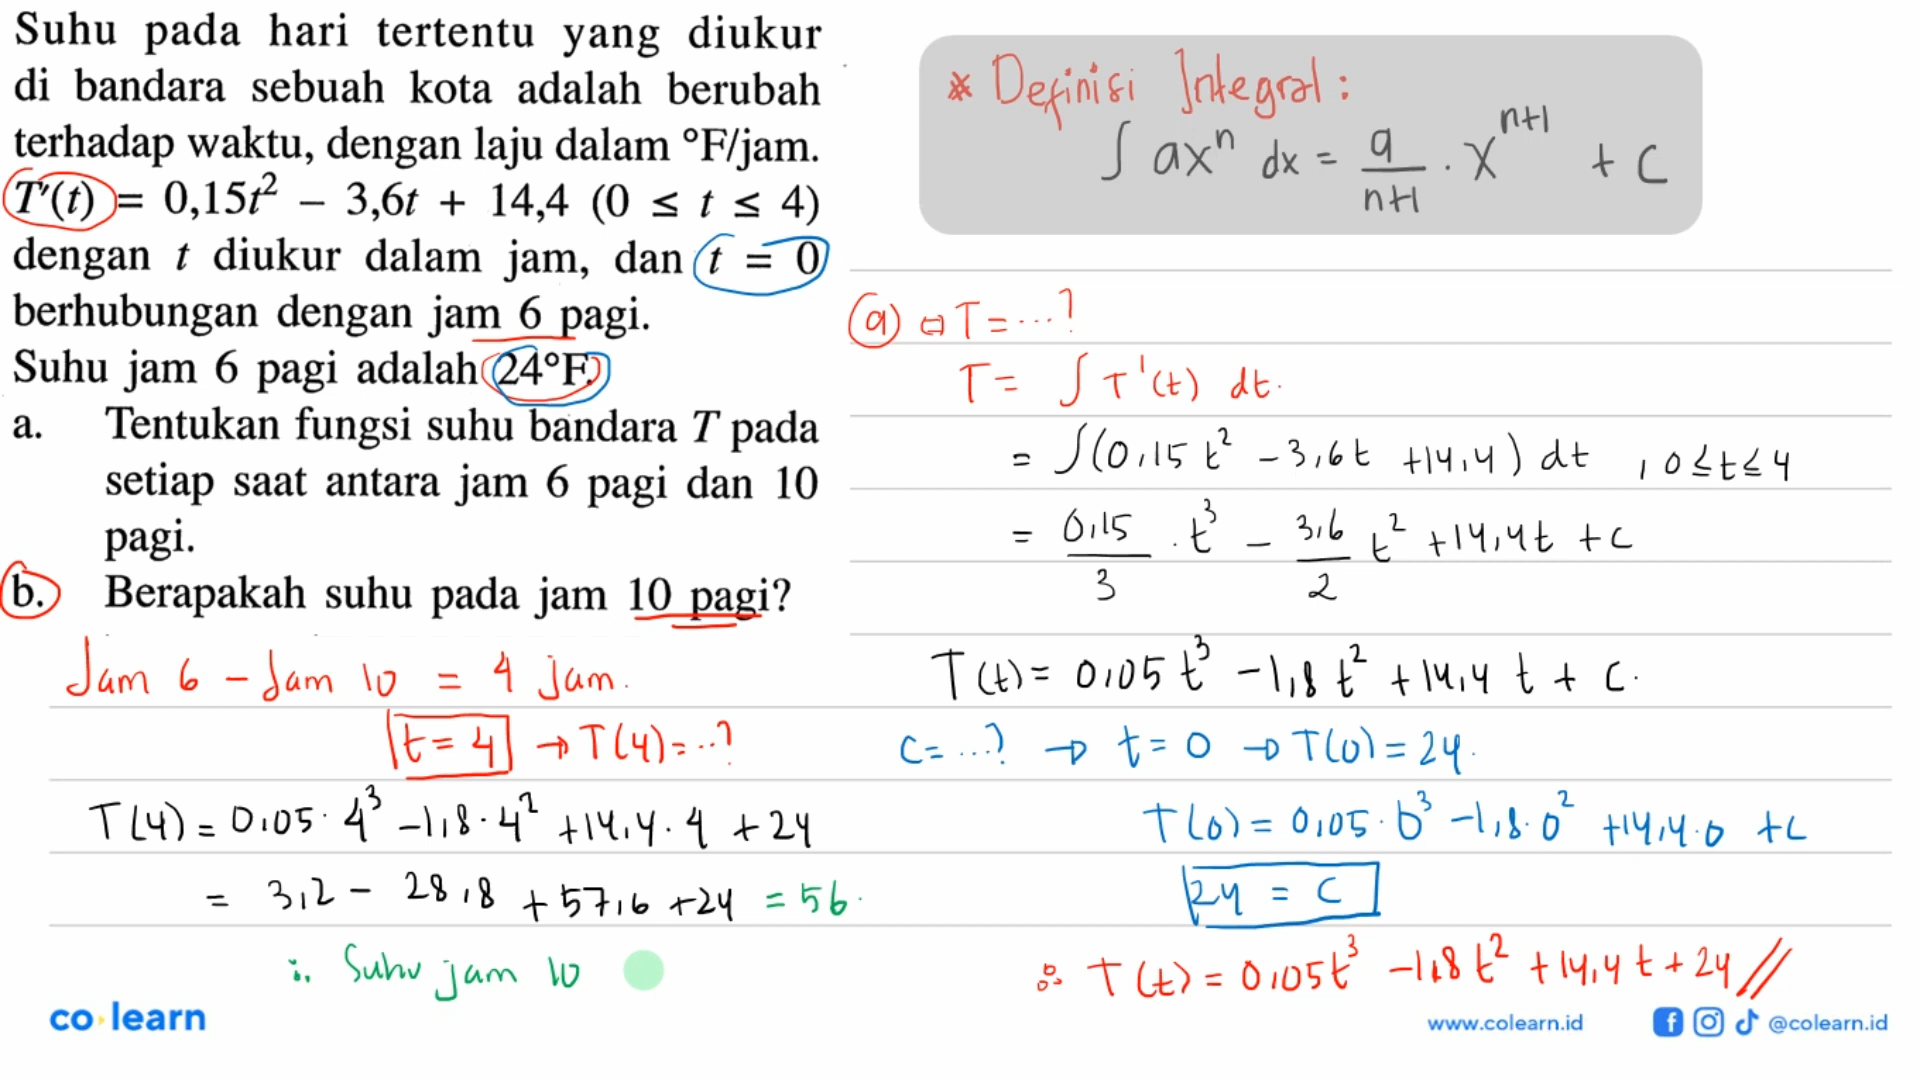 Suhu pada hari tertentu yang diukur
di bandara sebuah kota adalah berubah
terhadap waktu, dengan laju dalam °F/jam.
T'(t) = 0,15t² – 3,6t + 14,4 (0 ≤ t ≤ 4)
dengan t diukur dalam jam, dan t = 0
berhubungan dengan jam 6 pagi.
Suhu jam 6 pagi adalah 24°F.
a. Tentukan fungsi suhu bandara T pada
setiap saat antara jam 6 pagi dan 10
pagi.
b. Berapakah suhu pada jam 10 pagi?
Jam 6 - Jam 10 = 4 jam.
t = 4 → T(4) = ..?
T(4) = 0,05 · 4³ - 1,8 · 4² + 14,4 · 4 + 24
= 3,2 - 28,8 + 57,6 + 24 = 56.
∴ Suhu jam 10
* Definisi Integral :
∫ axⁿ dx = a/(n+1) · xⁿ⁺¹ + C
(a) ⇔ T = ...?
T = ∫ T'(t) dt.
= ∫(0,15 t² - 3,6t + 14,4) dt , 0 ≤ t ≤ 4
= 0,15/3 · t³ - 3,6/2 t² + 14,4t + C
T(t) = 0,05 t³ - 1,8 t² + 14,4 t + C.
C = ...? → t = 0 → T(0) = 24.
T(0) = 0,05 · 0³ - 1,8 · 0² + 14,4 · 0 + C
24 = C
∴ T(t) = 0,05t³ - 1,8 t² + 14,4 t + 24 //
co learn
www.colearn.id
@colearn.id